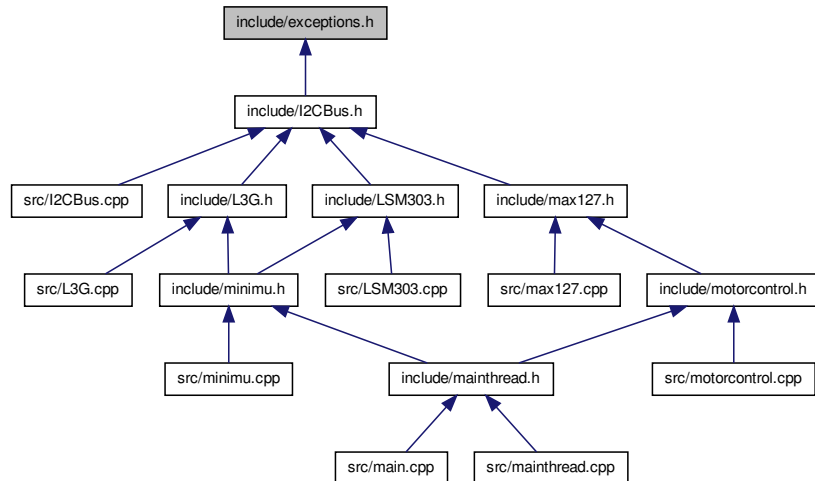 include/exceptions.h
include/I2CBus.h
src/I2CBus.cpp
include/L3G.h
include/LSM303.h
include/max127.h
src/L3G.cpp
include/minimu.h
src/LSM303.cpp
src/max127.cpp
include/motorcontrol.h
src/minimu.cpp
include/mainthread.h
src/motorcontrol.cpp
src/main.cpp
src/mainthread.cpp